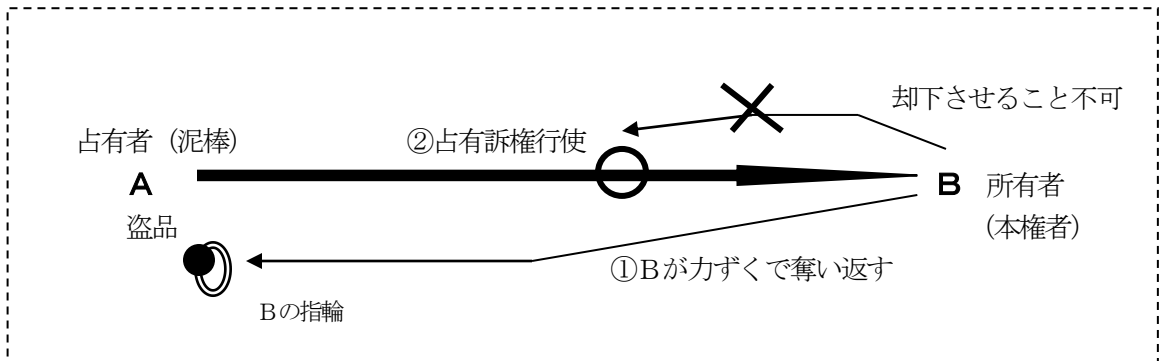 却下させること不可
占有者（泥棒）
②占有訴権行使
A
B
所有者
盗品
（本権者）
①Bが力ずくで奪い返す
Bの指輪